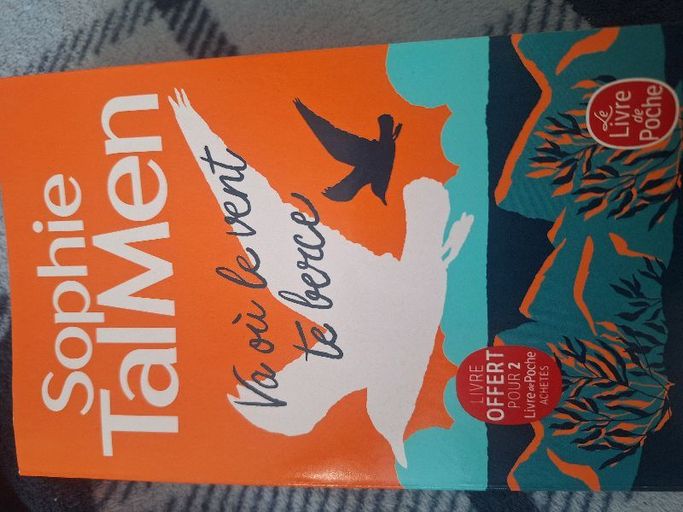 Sophie
Tal Men
Va où le vent
te berce
LIVRE
OFFERT
POUR 2
Livre de Poche
ACHETÉS
Le
Livre
de
Poche